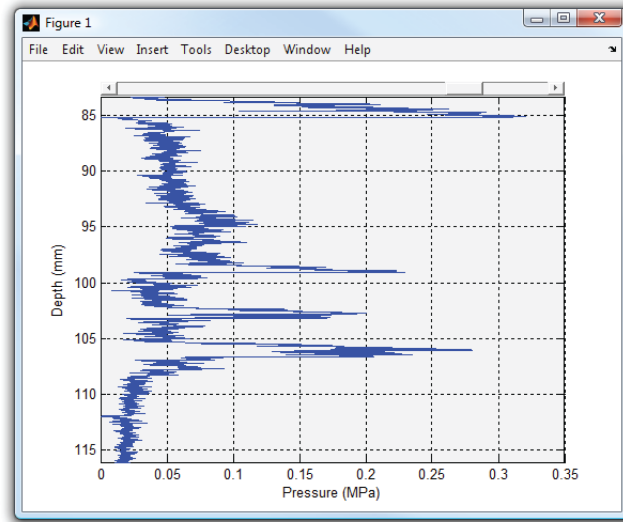 Figure 1
File Edit View Insert Tools Desktop Window Help
85
90
95
100
105
110
115
Depth (mm)
0 0.05 0.1 0.15 0.2 0.25 0.3 0.35
Pressure (MPa)